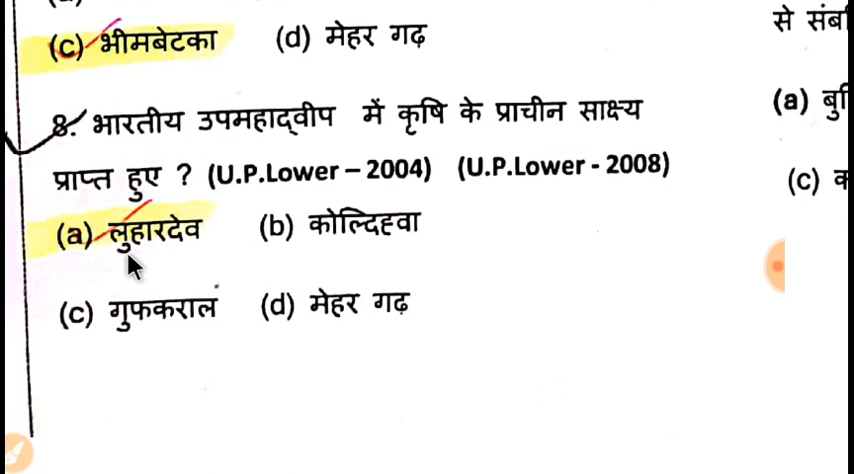 (c) भीमबेटका (d) मेहर गढ़
8. भारतीय उपमहाद्वीप में कृषि के प्राचीन साक्ष्य
प्राप्त हुए ? (U.P.Lower – 2004) (U.P.Lower - 2008)
(a) लुहारदेव (b) कोल्दिहवा
(c) गुफकराल (d) मेहर गढ़
से
(a)
(c)